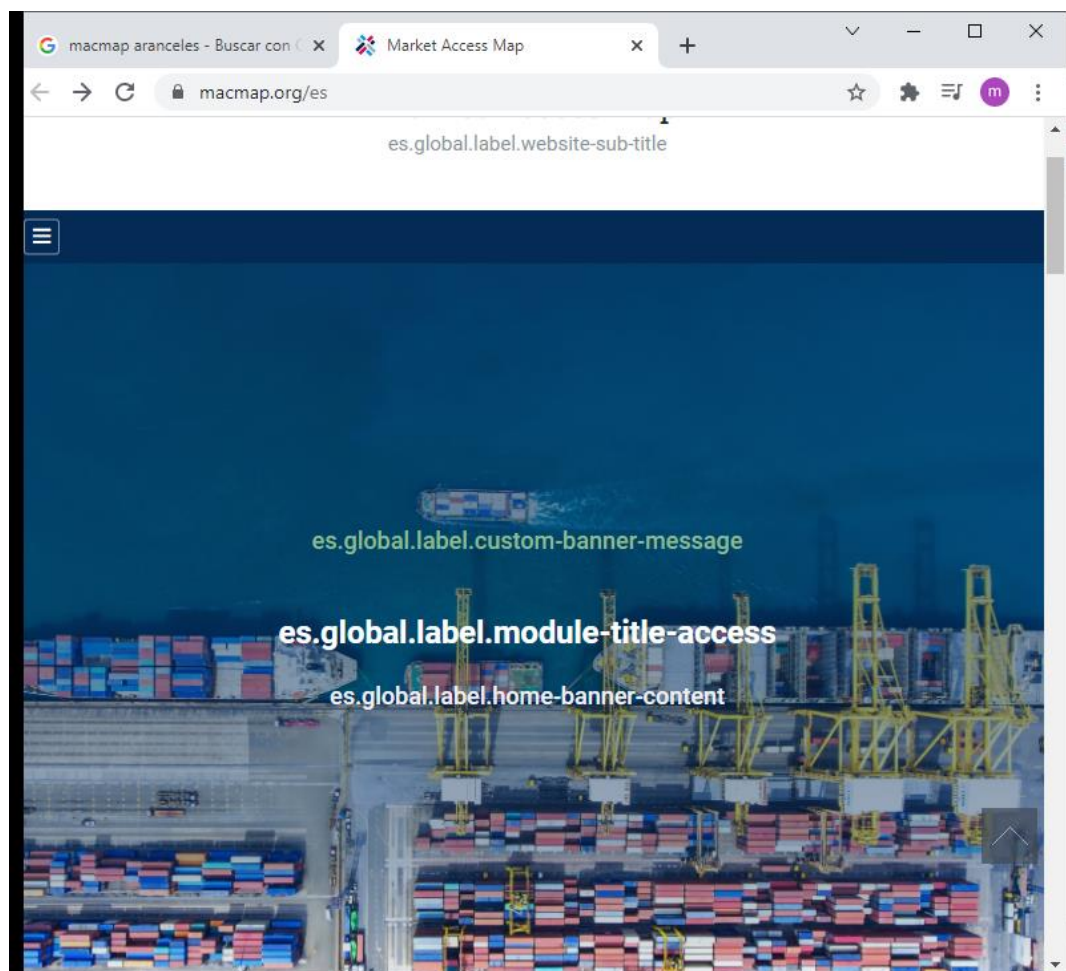 macmap aranceles - Buscar con
Market Access Map
macmap.org/es
m
es.global.label.website-sub-title
es.global.label.custom-banner-message
es.global.label.module-title-access
es.global.label.home-banner-content